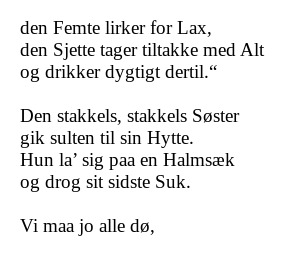 den Femte lirker for Lax,
den Sjette tager tiltakke med Alt
og drikker dygtigt dertil.“

Den stakkels, stakkels Søster
gik sulten til sin Hytte.
Hun la’ sig paa en Halmsæk
og drog sit sidste Suk.

Vi maa jo alle dø,